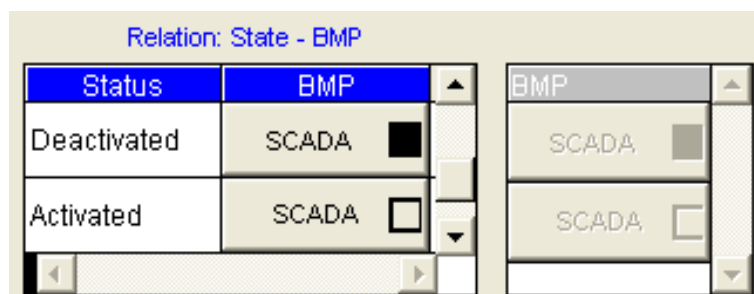 Relation: State - BMP
Status BMP
Deactivated SCADA
Activated SCADA
BMP
SCADA
SCADA